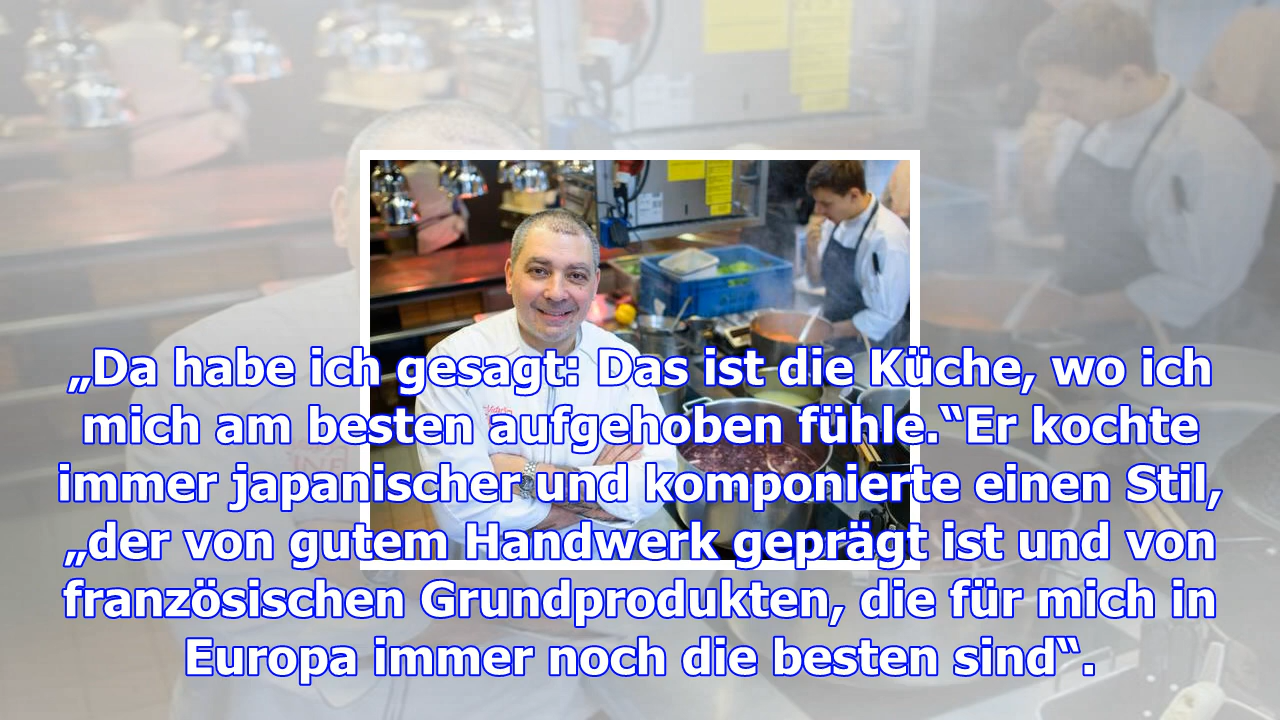 „Da habe ich gesagt: Das ist die Küche, wo ich
mich am besten aufgehoben fühle.“Er kochte
immer japanischer und komponierte einen Stil,
„der von gutem Handwerk geprägt ist und von
französischen Grundprodukten, die für mich in
Europa immer noch die besten sind“.